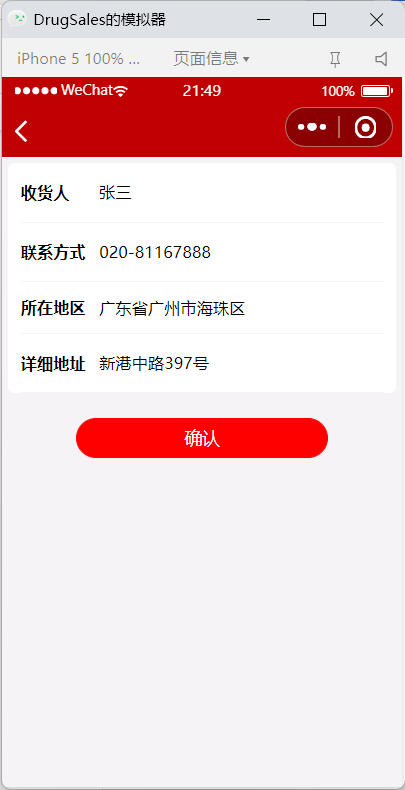 DrugSales的模拟器
iPhone 5 100% ... 页面信息
WeChat 21:49 100%
收货人 张三
联系方式 020-81167888
所在地区 广东省广州市海珠区
详细地址 新港中路397号
确认